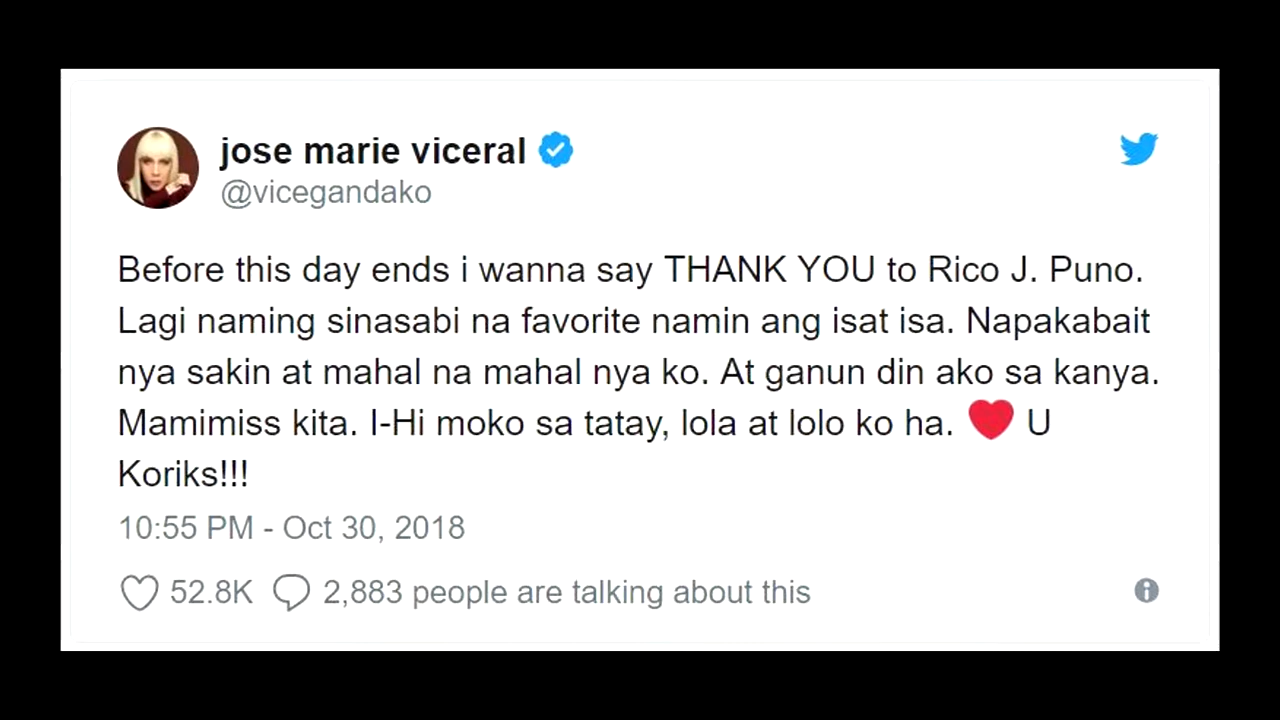 jose marie viceral
@vicegandako
Before this day ends i wanna say THANK YOU to Rico J. Puno.
Lagi naming sinasabi na favorite namin ang isat isa. Napakabait
nya sakin at mahal na mahal nya ko. At ganun din ako sa kanya.
Mamimiss kita. I-Hi moko sa tatay, lola at lolo ko ha. ❤️ U
Koriks!!!
10:55 PM - Oct 30, 2018
52.8K 2,883 people are talking about this